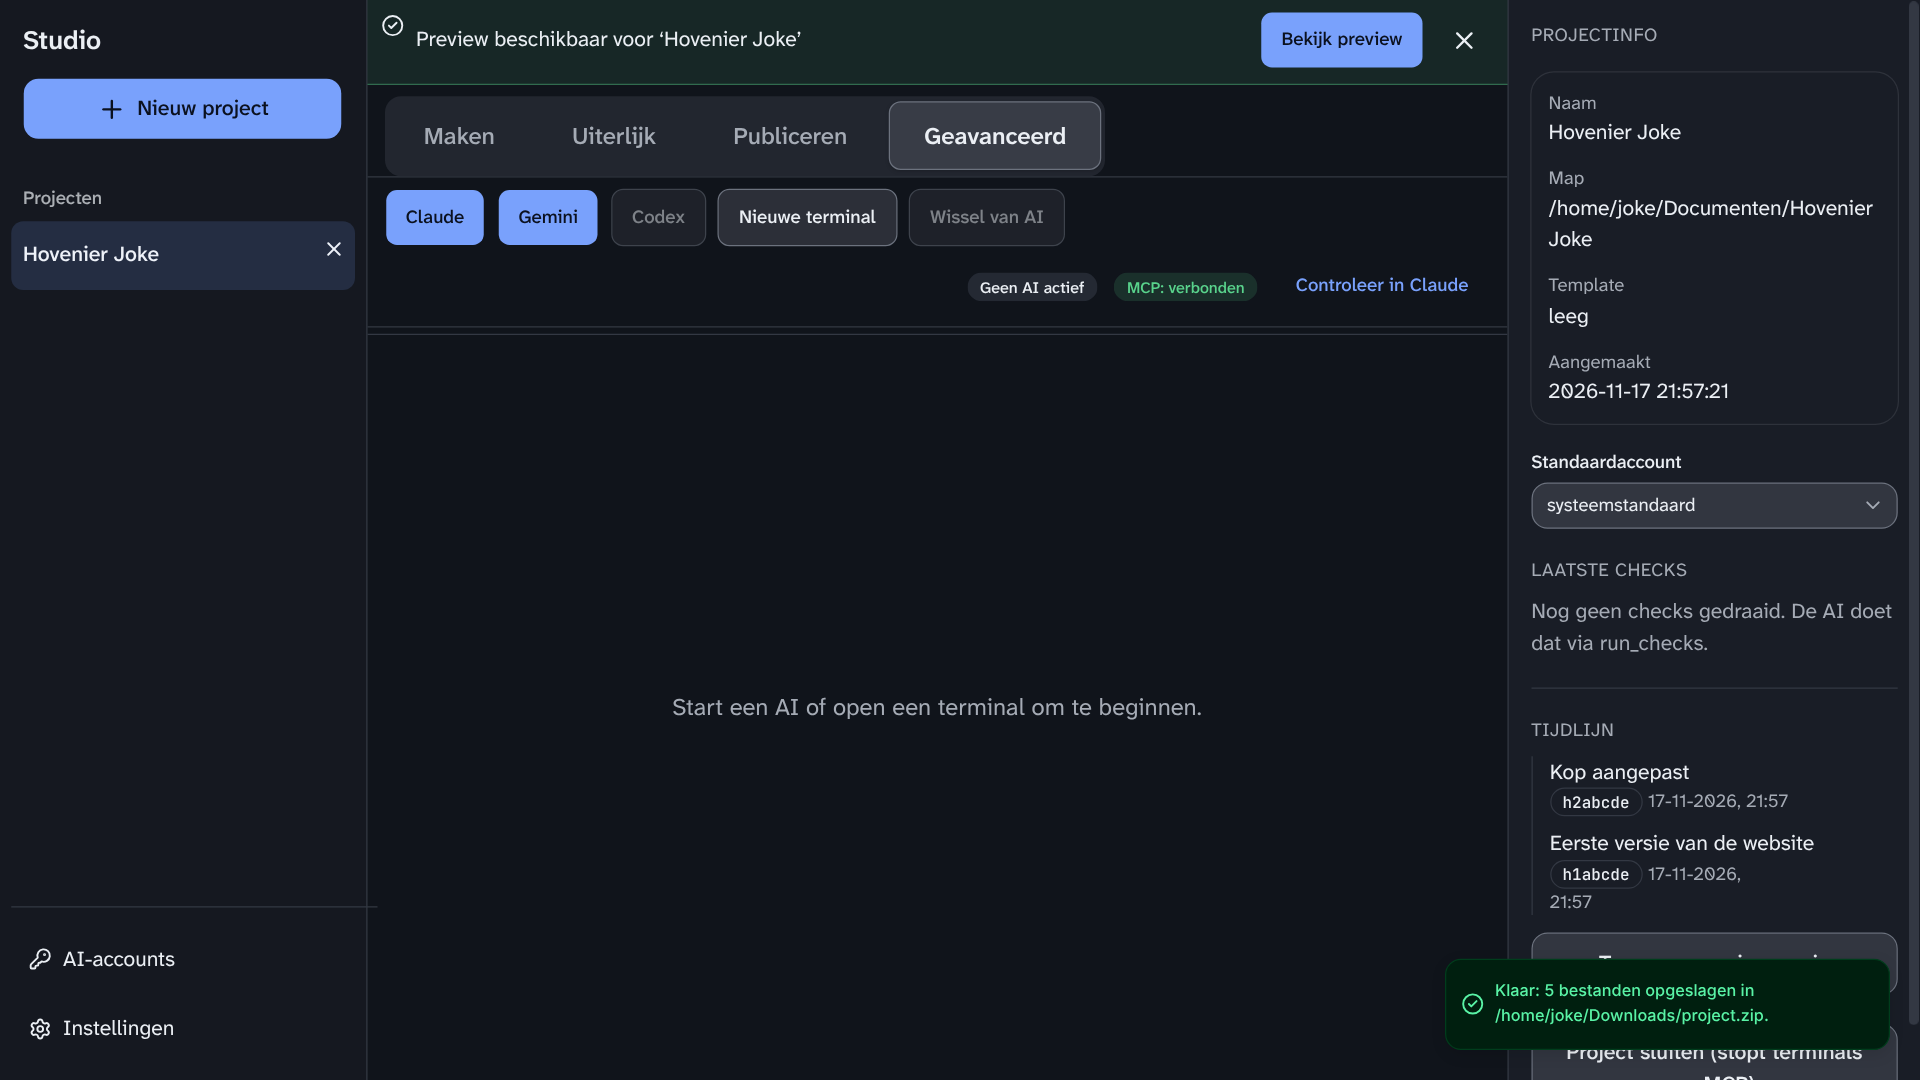 Studio
Nieuw project
Projecten
Hovenier Joke
AI-accounts
Instellingen
Preview beschikbaar voor ‘Hovenier Joke’
Bekijk preview
Maken
Uiterlijk
Publiceren
Geavanceerd
Claude
Gemini
Codex
Nieuwe terminal
Wissel van AI
Geen AI actief
MCP: verbonden
Controleer in Claude
Start een AI of open een terminal om te beginnen.
PROJECTINFO
Naam
Hovenier Joke
Map
/home/joke/Documenten/Hovenier
Joke
Template
leeg
Aangemaakt
2026-11-17 21:57:21
Standaardaccount
systeemstandaard
LAATSTE CHECKS
Nog geen checks gedraaid. De AI doet
dat via run_checks.
TIJDLIJN
Kop aangepast
h2abcde 17-11-2026, 21:57
Eerste versie van de website
h1abcde 17-11-2026,
21:57
Klaar: 5 bestanden opgeslagen in
/home/joke/Downloads/project.zip.
Project sluiten (stopt terminals
MCP)